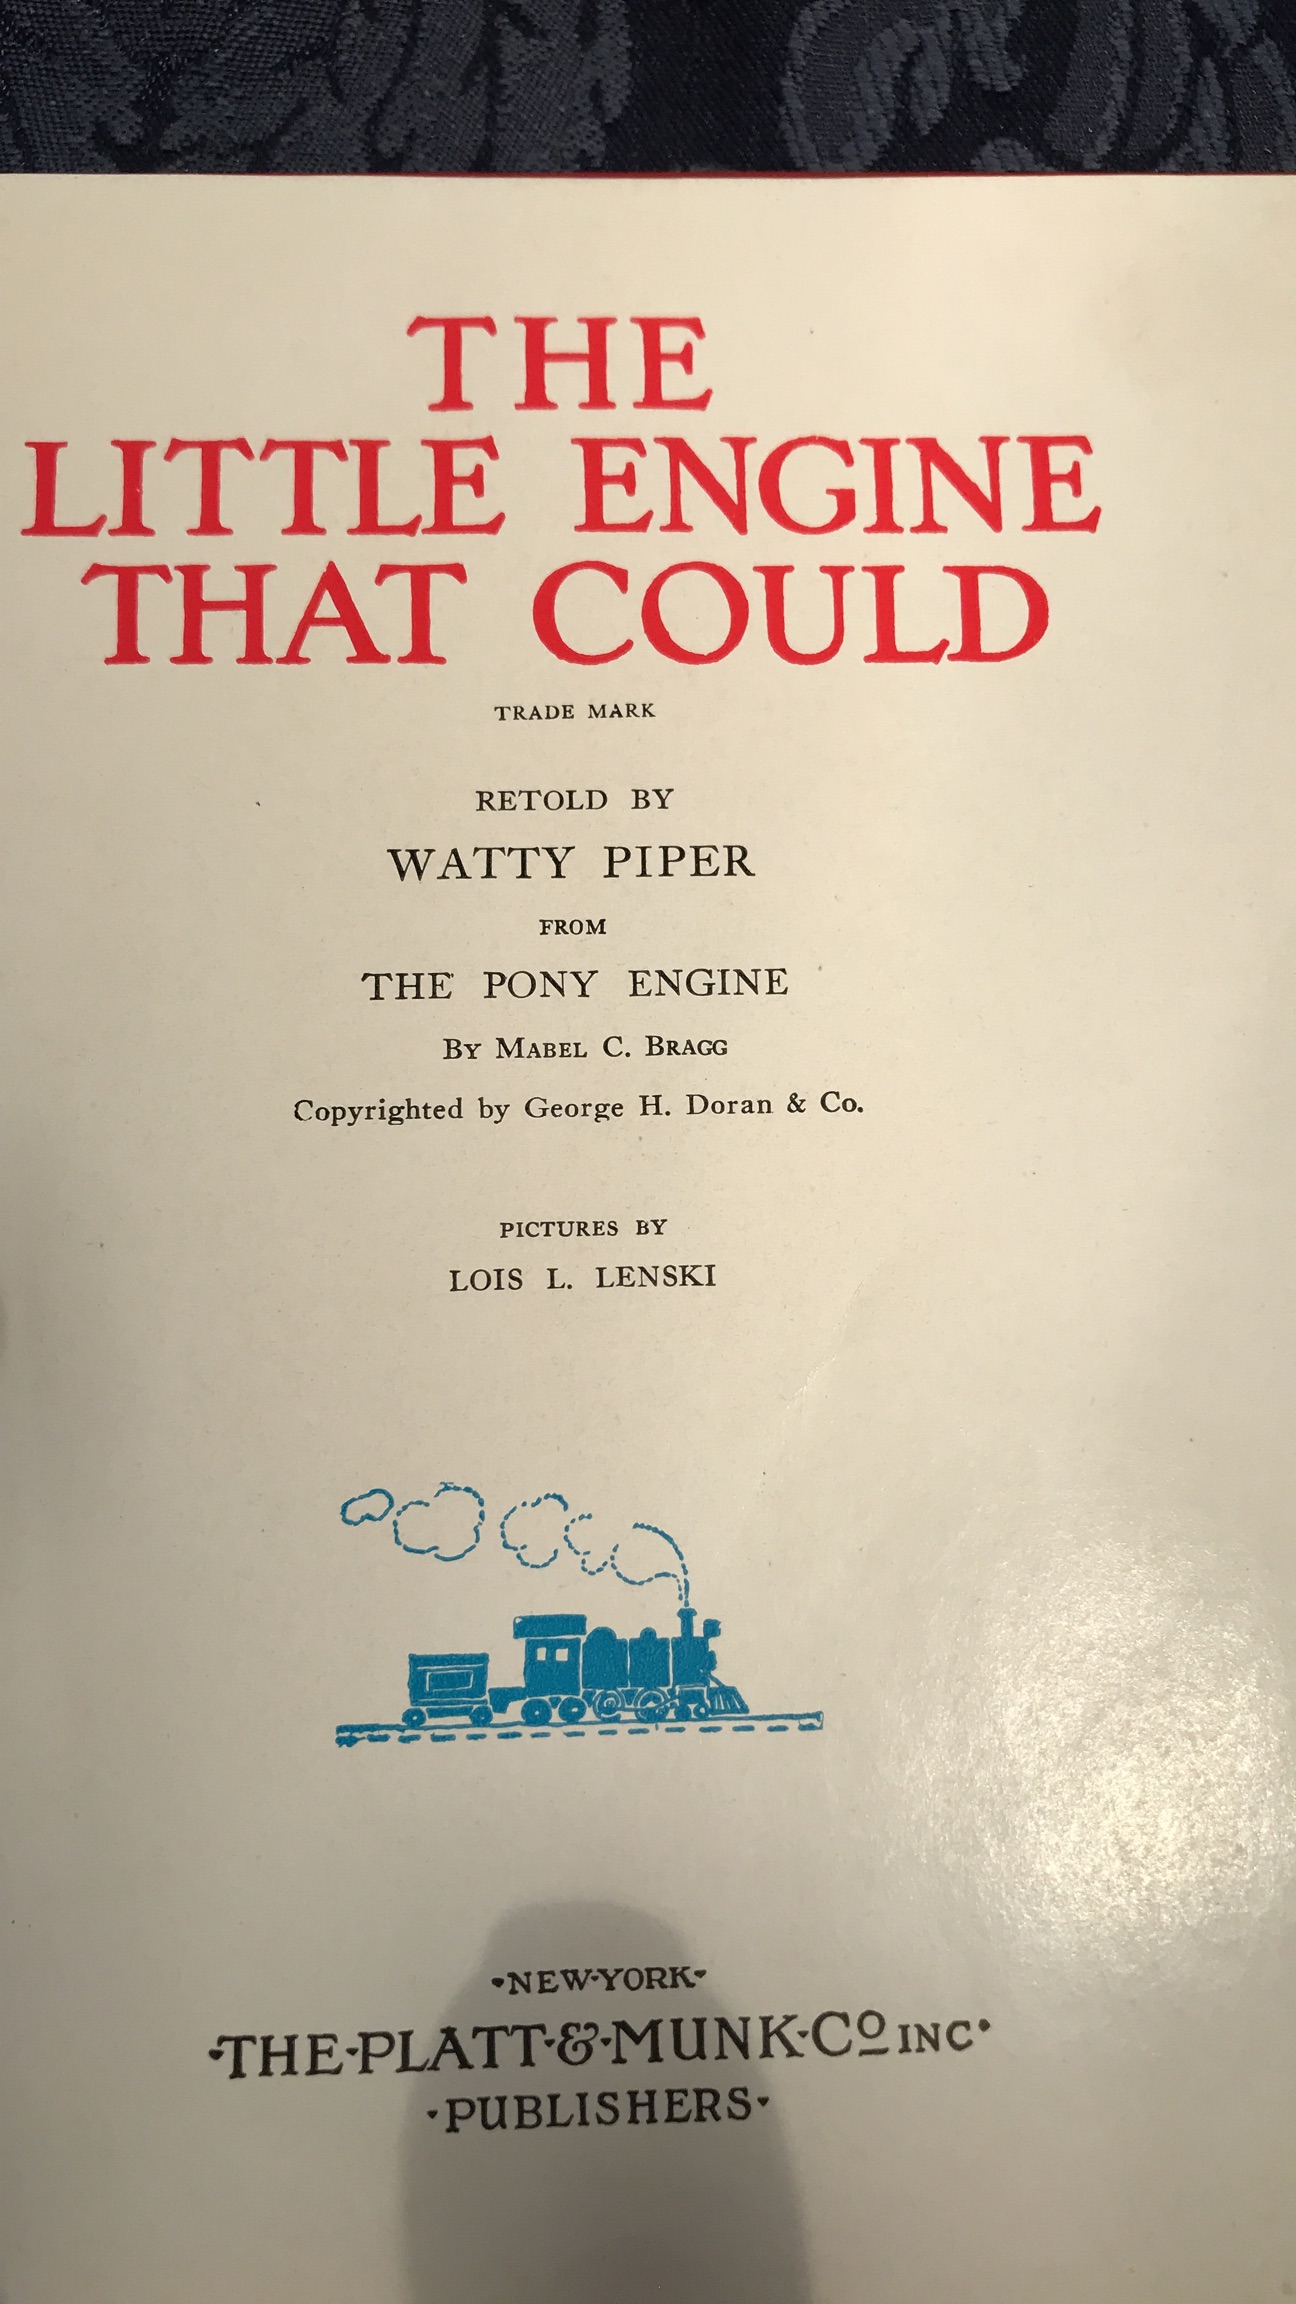 THE
LITTLE ENGINE
THAT COULD
TRADE MARK
RETOLD BY
WATTY PIPER
FROM
THE PONY ENGINE
By Mabel C. Bragg
Copyrighted by George H. Doran & Co.
PICTURES BY
LOIS L. LENSKI
·NEW·YORK·
·THE·PLATT·&·MUNK·Cº INC·
·PUBLISHERS·